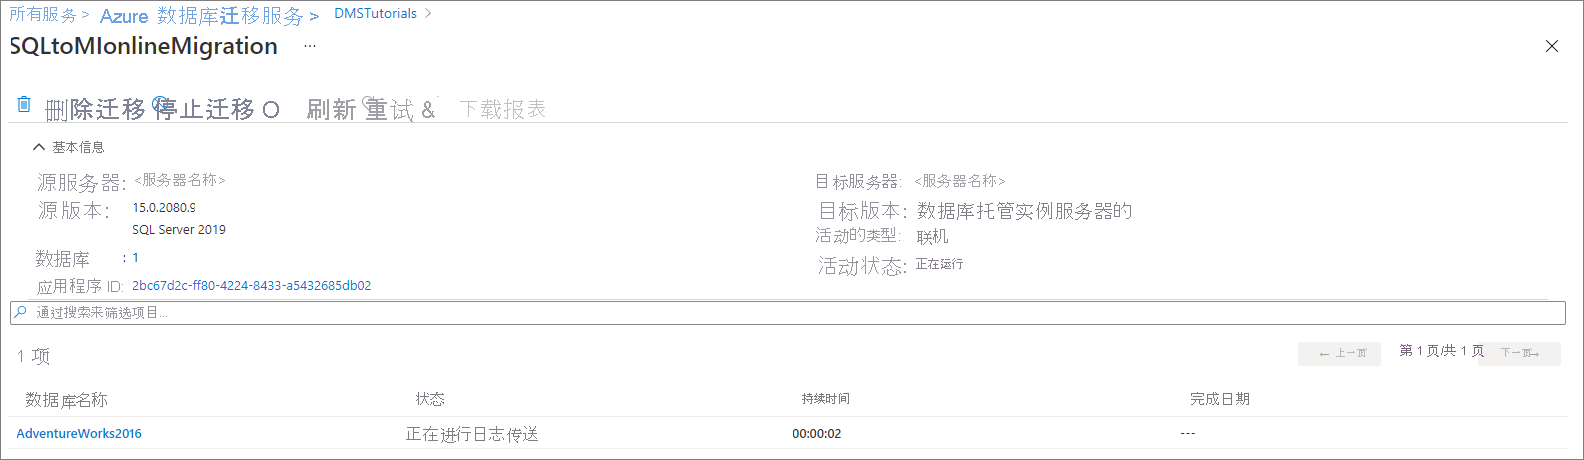 所有服务 > Azure 数据库迁移服务 > DMSTutorials >
SQLtoMIonlineMigration ...
删除迁移 停止迁移 O 刷新 重试 & 下载报表
基本信息
源服务器: <服务器名称>
目标服务器: <服务器名称>
源版本: 15.0.2080.9
SQL Server 2019
目标版本: 数据库托管实例服务器的
活动的类型: 联机
数据库 : 1
活动状态: 正在运行
应用程序 ID: 2bc67d2c-ff80-4224-8433-a5432685db02
通过搜索来筛选项目...
1 项
← 上一页 第 1 页/共 1 页 下一页→
数据库名称 状态 持续时间 完成日期
AdventureWorks2016 正在进行日志传送 00:00:02 ---